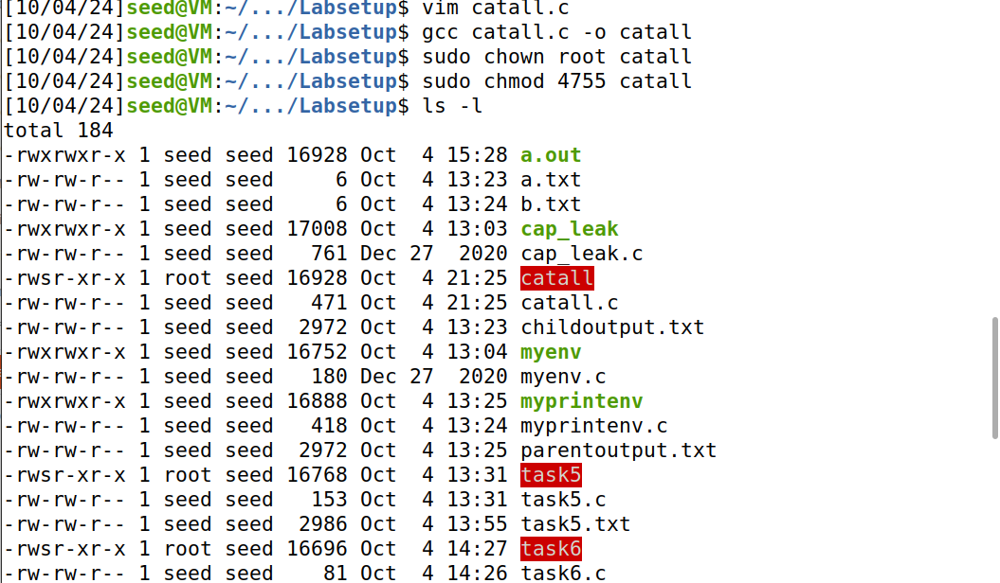 [10/04/24]seed@VM:~/.../Labsetup$ vim catall.c
[10/04/24]seed@VM:~/.../Labsetup$ gcc catall.c -o catall
[10/04/24]seed@VM:~/.../Labsetup$ sudo chown root catall
[10/04/24]seed@VM:~/.../Labsetup$ sudo chmod 4755 catall
[10/04/24]seed@VM:~/.../Labsetup$ ls -l
total 184
-rwxrwxr-x 1 seed seed 16928 Oct  4 15:28 a.out
-rw-rw-r-- 1 seed seed     6 Oct  4 13:23 a.txt
-rw-rw-r-- 1 seed seed     6 Oct  4 13:24 b.txt
-rwxrwxr-x 1 seed seed 17008 Oct  4 13:03 cap_leak
-rw-rw-r-- 1 seed seed   761 Dec 27  2020 cap_leak.c
-rwsr-xr-x 1 root seed 16928 Oct  4 21:25 catall
-rw-rw-r-- 1 seed seed   471 Oct  4 21:25 catall.c
-rw-rw-r-- 1 seed seed  2972 Oct  4 13:23 childoutput.txt
-rwxrwxr-x 1 seed seed 16752 Oct  4 13:04 myenv
-rw-rw-r-- 1 seed seed   180 Dec 27  2020 myenv.c
-rwxrwxr-x 1 seed seed 16888 Oct  4 13:25 myprintenv
-rw-rw-r-- 1 seed seed   418 Oct  4 13:24 myprintenv.c
-rw-rw-r-- 1 seed seed  2972 Oct  4 13:25 parentoutput.txt
-rwsr-xr-x 1 root seed 16768 Oct  4 13:31 task5
-rw-rw-r-- 1 seed seed   153 Oct  4 13:31 task5.c
-rw-rw-r-- 1 seed seed  2986 Oct  4 13:55 task5.txt
-rwsr-xr-x 1 root seed 16696 Oct  4 14:27 task6
-rw-rw-r-- 1 seed seed    81 Oct  4 14:26 task6.c